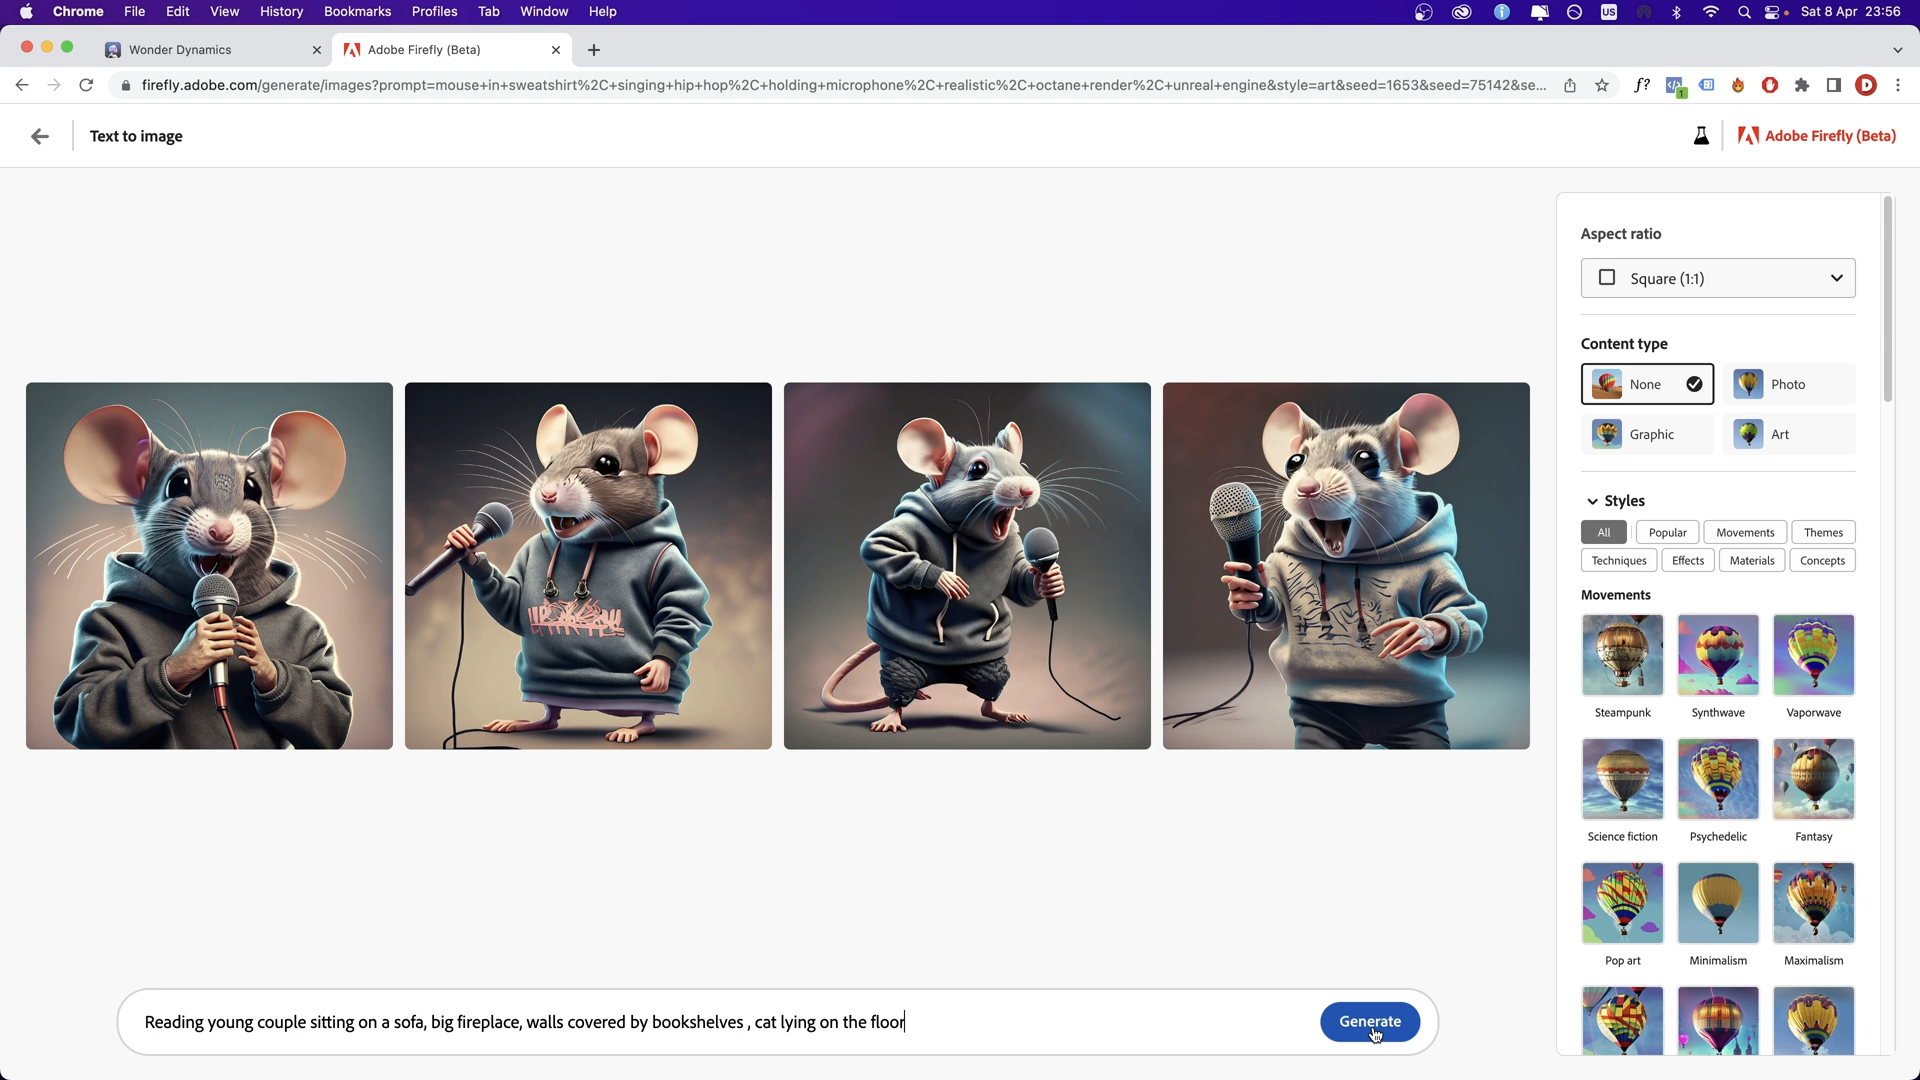 Chrome File Edit View History Bookmarks Profiles Tab Window Help
US
Sat 8 Apr 23:56
Wonder Dynamics
Adobe Firefly (Beta)
firefly.adobe.com/generate/images?prompt=mouse+in+sweatshirt%2C+singing+hip+hop%2C+holding+microphone%2C+realistic%2C+octane+render%2C+unreal+engine&style=art&seed=1653&seed=75142&se...
f?
1
D
Text to image
Adobe Firefly (Beta)
Aspect ratio
Square (1:1)
Content type
None Photo
Graphic Art
Styles
All Popular Movements Themes
Techniques Effects Materials Concepts
Movements
Steampunk Synthwave Vaporwave
Science fiction Psychedelic Fantasy
Pop art Minimalism Maximalism
Reading young couple sitting on a sofa, big fireplace, walls covered by bookshelves , cat lying on the floor
Generate